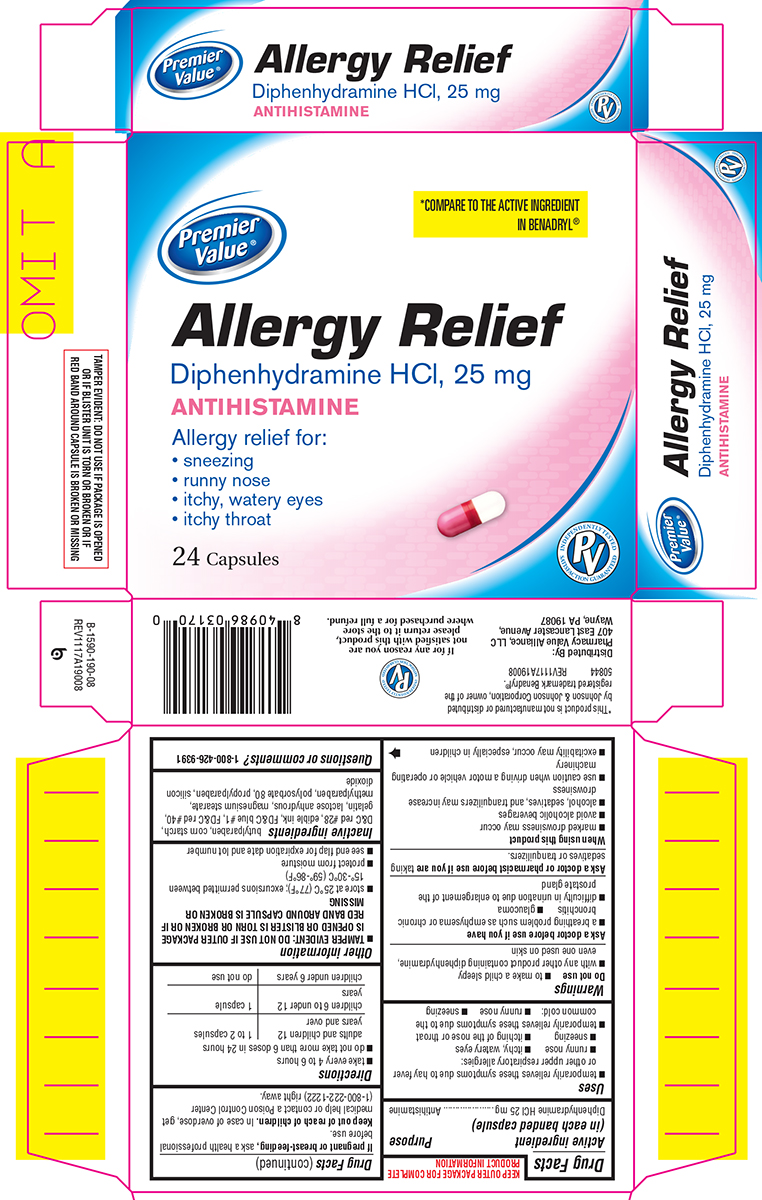 Premier
Value®
Allergy Relief
Diphenhydramine HCl, 25 mg
ANTIHISTAMINE
PV
OMIT A
TAMPER EVIDENT: DO NOT USE IF PACKAGE IS OPENED
OR IF BLISTER UNIT IS TORN OR BROKEN OR IF
RED BAND AROUND CAPSULE IS BROKEN OR MISSING
*COMPARE TO THE ACTIVE INGREDIENT
IN BENADRYL®
Premier
Value®
Allergy Relief
Diphenhydramine HCl, 25 mg
ANTIHISTAMINE
Allergy relief for:
• sneezing
• runny nose
• itchy, watery eyes
• itchy throat
24 Capsules
INDEPENDENTLY TESTED
PV
SATISFACTION GUARANTEED
PV
Allergy Relief
Diphenhydramine HCl, 25 mg
ANTIHISTAMINE
Premier
Value®
B-1590-190-08
REV1117A19008
b
*This product is not manufactured or distributed
by Johnson & Johnson Corporation, owner of the
registered trademark Benadryl®.
50844 REV1117A19008
Distributed By:
Pharmacy Value Alliance, LLC
407 East Lancaster Avenue,
Wayne, PA 19087
PV
If for any reason you are
not satisfied with this product,
please return it to the store
where purchased for a full refund.
8 40986 03170 0
KEEP OUTER PACKAGE FOR COMPLETE
PRODUCT INFORMATION
Drug Facts
Active ingredient
(in each banded capsule) Purpose
Diphenhydramine HCl 25 mg ..................... Antihistamine
Uses
■ temporarily relieves these symptoms due to hay fever
or other upper respiratory allergies:
■ runny nose ■ itchy, watery eyes
■ sneezing ■ itching of the nose or throat
■ temporarily relieves these symptoms due to the
common cold: ■ runny nose ■ sneezing
Warnings
Do not use ■ to make a child sleepy
■ with any other product containing diphenhydramine,
even one used on skin
Ask a doctor before use if you have
■ a breathing problem such as emphysema or chronic
bronchitis ■ glaucoma
■ difficulty in urination due to enlargement of the
prostate gland
Ask a doctor or pharmacist before use if you are taking
sedatives or tranquilizers.
When using this product
■ marked drowsiness may occur
■ avoid alcoholic beverages
■ alcohol, sedatives, and tranquilizers may increase
drowsiness
■ use caution when driving a motor vehicle or operating
machinery
■ excitability may occur, especially in children
Drug Facts (continued)
If pregnant or breast-feeding, ask a health professional
before use.
Keep out of reach of children. In case of overdose, get
medical help or contact a Poison Control Center
(1-800-222-1222) right away.
Directions
■ take every 4 to 6 hours
■ do not take more than 6 doses in 24 hours
adults and children 12 1 to 2 capsules
years and over
children 6 to under 12 1 capsule
years
children under 6 years do not use
Other information
■ TAMPER EVIDENT: DO NOT USE IF OUTER PACKAGE
IS OPENED OR BLISTER IS TORN OR BROKEN OR IF
RED BAND AROUND CAPSULE IS BROKEN OR
MISSING
■ store at 25°C (77°F); excursions permitted between
15°-30°C (59°-86°F)
■ protect from moisture
■ see end flap for expiration date and lot number
Inactive ingredients butylparaben, corn starch,
D&C red #28, edible ink, FD&C blue #1, FD&C red #40,
gelatin, lactose anhydrous, magnesium stearate,
methylparaben, polysorbate 80, propylparaben, silicon
dioxide
Questions or comments? 1-800-426-9391